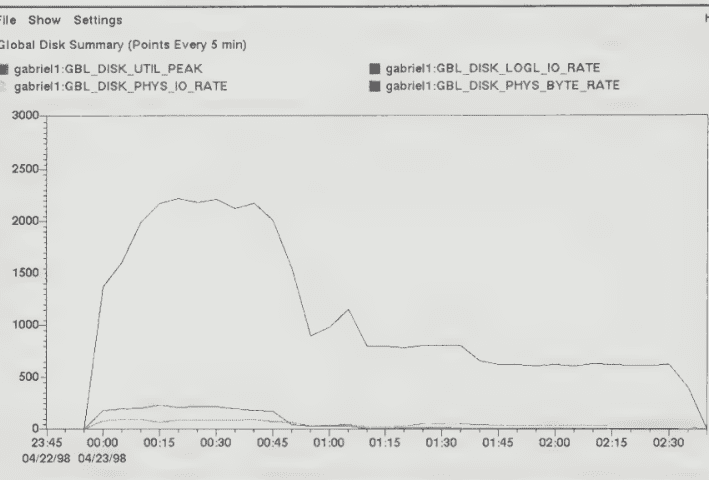 File Show Settings
Global Disk Summary (Points Every 5 min)
gabriel1:GBL_DISK_UTIL_PEAK
gabriel1:GBL_DISK_LOGL_IO_RATE
gabriel1:GBL_DISK_PHYS_IO_RATE
gabriel1:GBL_DISK_PHYS_BYTE_RATE
3000
2500
2000
1500
1000
500
0
23:45 00:00 00:15 00:30 00:45 01:00 01:15 01:30 01:45 02:00 02:15 02:30
04/22/98 04/23/98